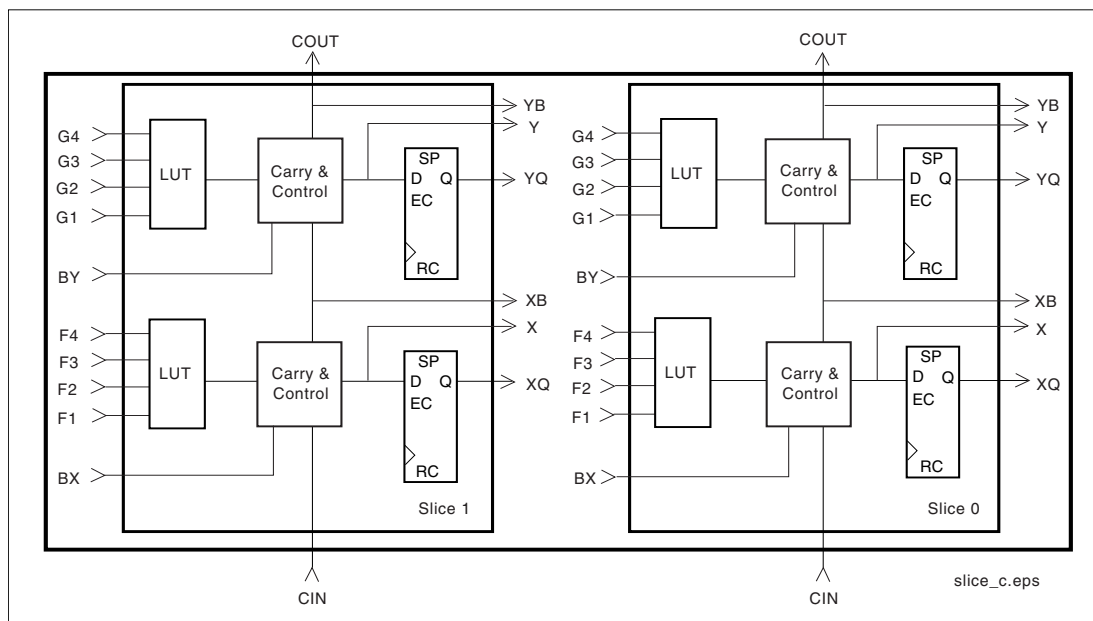 COUT COUT
YB YB
Y Y
G4 G4
G3 G3
G2 G2
G1 G1
LUT LUT
Carry & Control Carry & Control
SP SP
D Q D Q
EC EC
RC RC
YQ YQ
BY BY
XB XB
X X
F4 F4
F3 F3
F2 F2
F1 F1
LUT LUT
Carry & Control Carry & Control
SP SP
D Q D Q
EC EC
RC RC
XQ XQ
BX BX
Slice 1 Slice 0
CIN CIN
slice_c.eps